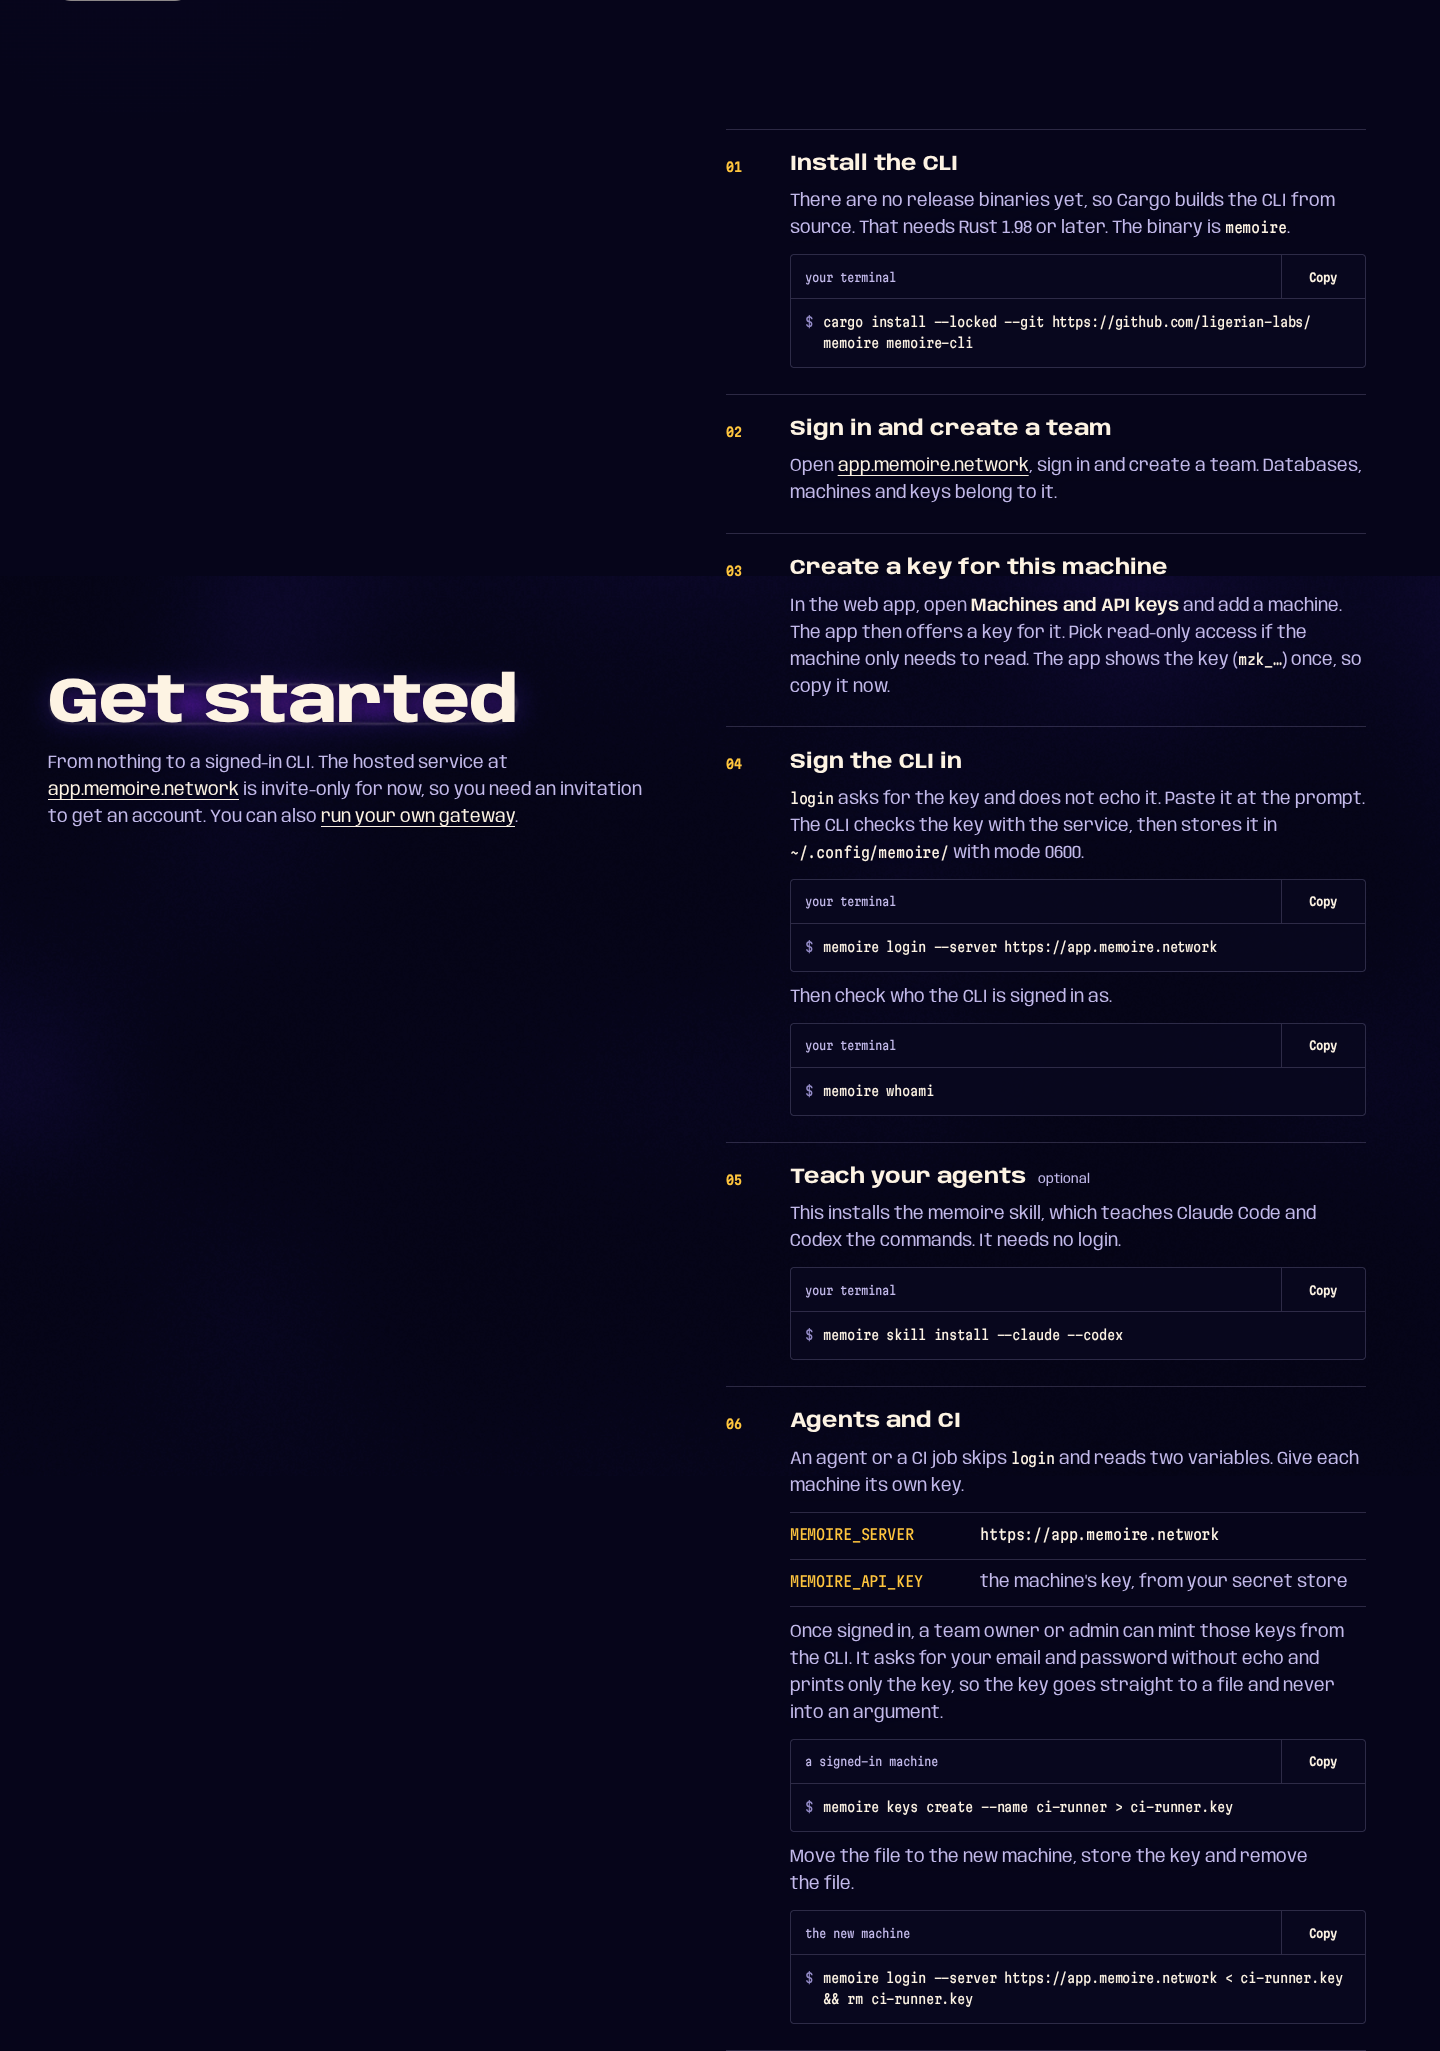 Get started
From nothing to a signed-in CLI. The hosted service at
app.memoire.network is invite-only for now, so you need an invitation
to get an account. You can also run your own gateway.
01
Install the CLI
There are no release binaries yet, so Cargo builds the CLI from
source. That needs Rust 1.98 or later. The binary is memoire.
your terminal
Copy
$ cargo install --locked --git https://github.com/ligerian-labs/
memoire memoire-cli
02
Sign in and create a team
Open app.memoire.network, sign in and create a team. Databases,
machines and keys belong to it.
03
Create a key for this machine
In the web app, open Machines and API keys and add a machine.
The app then offers a key for it. Pick read-only access if the
machine only needs to read. The app shows the key (mzk_…) once, so
copy it now.
04
Sign the CLI in
login asks for the key and does not echo it. Paste it at the prompt.
The CLI checks the key with the service, then stores it in
~/.config/memoire/ with mode 0600.
your terminal
Copy
$ memoire login --server https://app.memoire.network
Then check who the CLI is signed in as.
your terminal
Copy
$ memoire whoami
05
Teach your agents optional
This installs the memoire skill, which teaches Claude Code and
Codex the commands. It needs no login.
your terminal
Copy
$ memoire skill install --claude --codex
06
Agents and CI
An agent or a CI job skips login and reads two variables. Give each
machine its own key.
MEMOIRE_SERVER https://app.memoire.network
MEMOIRE_API_KEY the machine's key, from your secret store
Once signed in, a team owner or admin can mint those keys from
the CLI. It asks for your email and password without echo and
prints only the key, so the key goes straight to a file and never
into an argument.
a signed-in machine
Copy
$ memoire keys create --name ci-runner > ci-runner.key
Move the file to the new machine, store the key and remove
the file.
the new machine
Copy
$ memoire login --server https://app.memoire.network < ci-runner.key
&& rm ci-runner.key